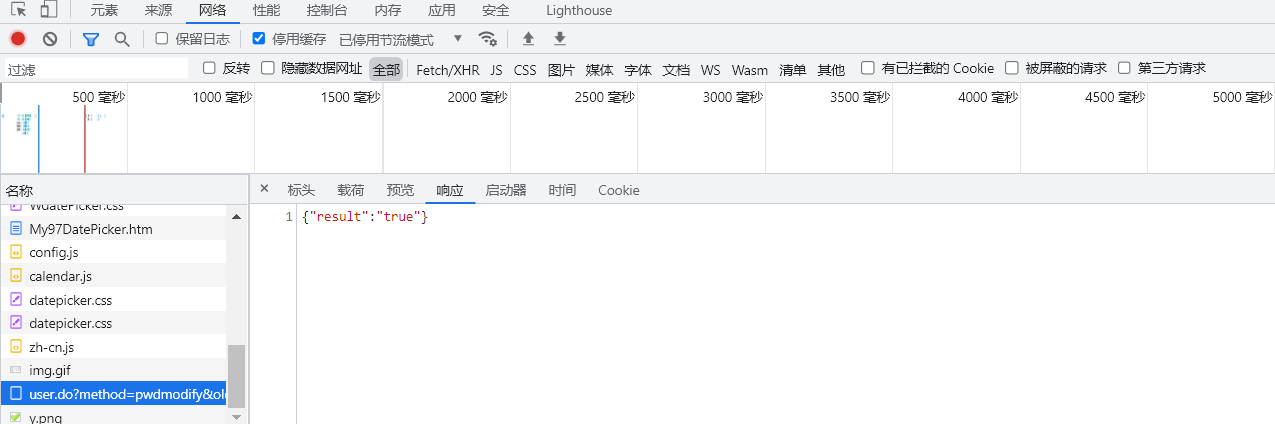 元素 来源 网络 性能 控制台 内存 应用 安全 Lighthouse
保留日志 停用缓存 已停用节流模式
过滤 反转 隐藏数据网址 全部 Fetch/XHR JS CSS 图片 媒体 字体 文档 WS Wasm 清单 其他 有已拦截的 Cookie 被屏蔽的请求 第三方请求
500 毫秒 1000 毫秒 1500 毫秒 2000 毫秒 2500 毫秒 3000 毫秒 3500 毫秒 4000 毫秒 4500 毫秒 5000 毫秒
名称 × 标头 载荷 预览 响应 启动器 时间 Cookie
WdatePicker.css
1 {"result":"true"}
My97DatePicker.htm
config.js
calendar.js
datepicker.css
datepicker.css
zh-cn.js
img.gif
user.do?method=pwdmodify&ol
y.png